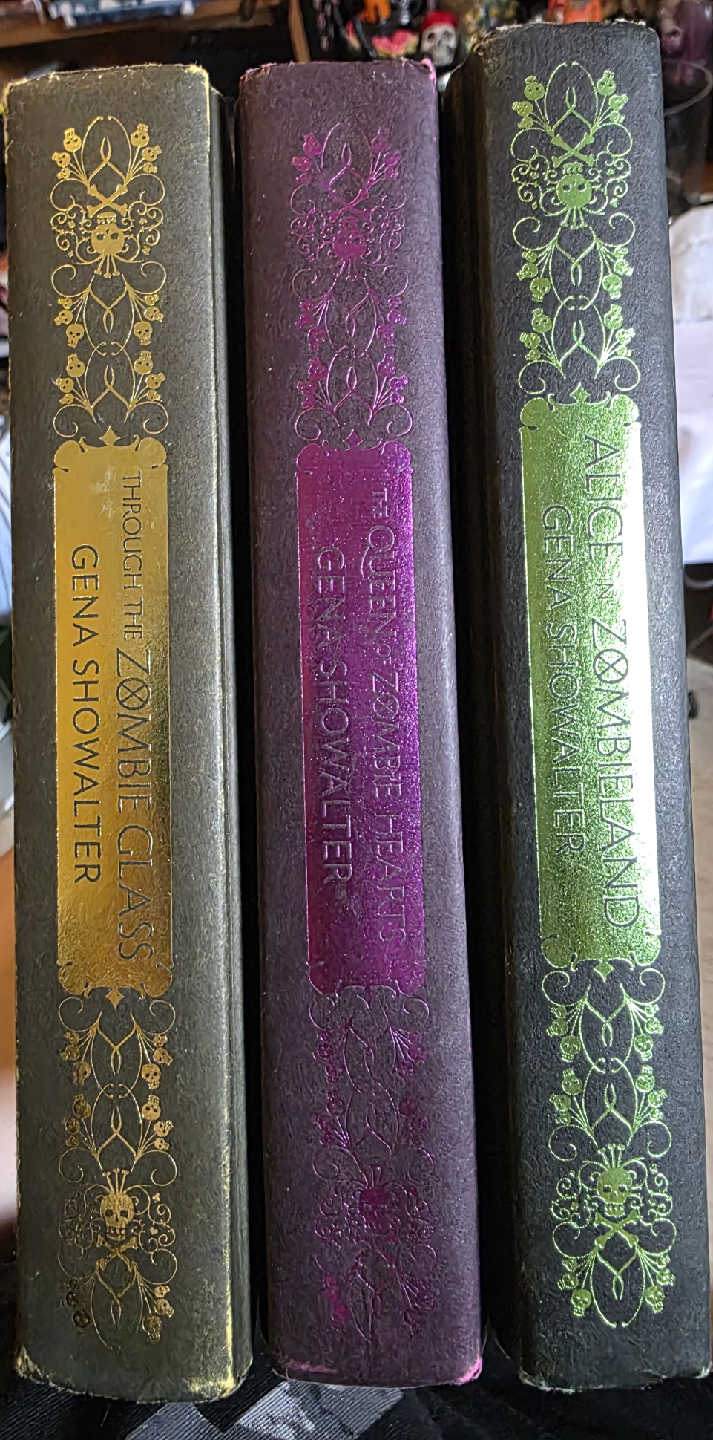 THROUGH THE ZOMBIE GLASS
GENA SHOWALTER
THE QUEEN OF ZOMBIE HEARTS
GENA SHOWALTER
ALICE IN ZOMBIELAND
GENA SHOWALTER